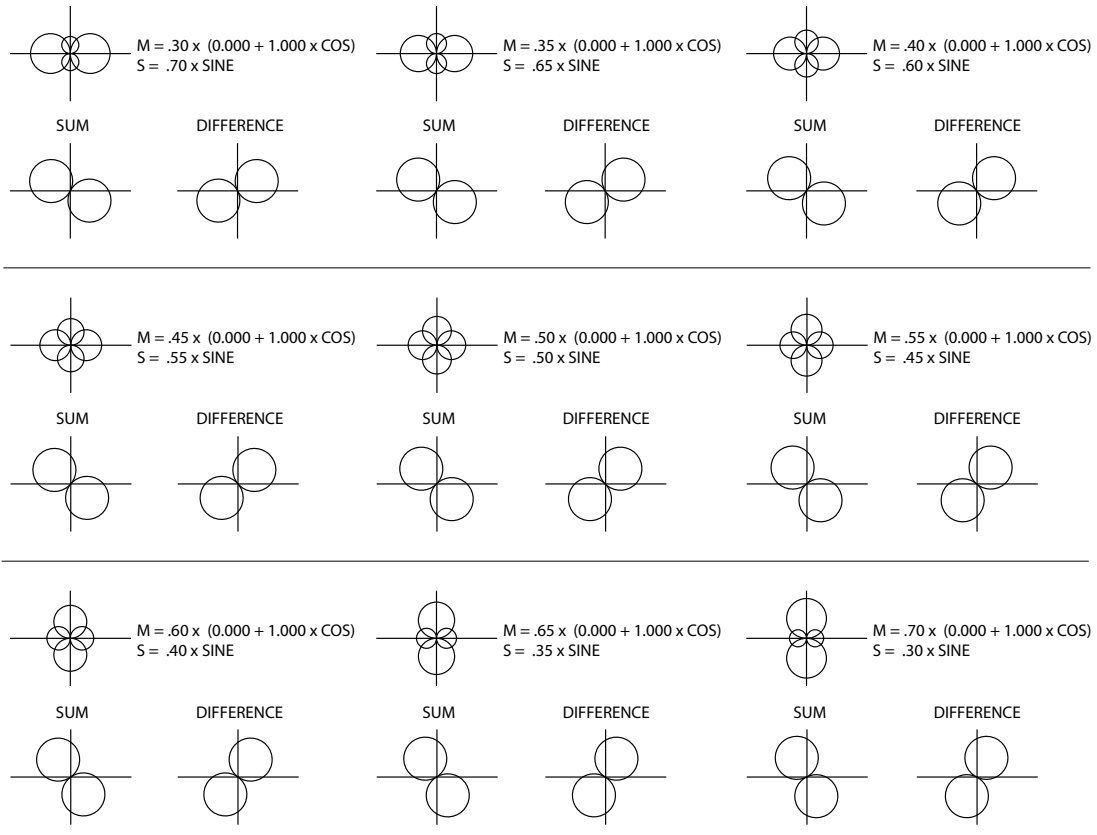 M = .30 x (0.000 + 1.000 x COS)
S = .70 x SINE
SUM
DIFFERENCE
M = .35 x (0.000 + 1.000 x COS)
S = .65 x SINE
SUM
DIFFERENCE
M = .40 x (0.000 + 1.000 x COS)
S = .60 x SINE
SUM
DIFFERENCE
M = .45 x (0.000 + 1.000 x COS)
S = .55 x SINE
SUM
DIFFERENCE
M = .50 x (0.000 + 1.000 x COS)
S = .50 x SINE
SUM
DIFFERENCE
M = .55 x (0.000 + 1.000 x COS)
S = .45 x SINE
SUM
DIFFERENCE
M = .60 x (0.000 + 1.000 x COS)
S = .40 x SINE
SUM
DIFFERENCE
M = .65 x (0.000 + 1.000 x COS)
S = .35 x SINE
SUM
DIFFERENCE
M = .70 x (0.000 + 1.000 x COS)
S = .30 x SINE
SUM
DIFFERENCE